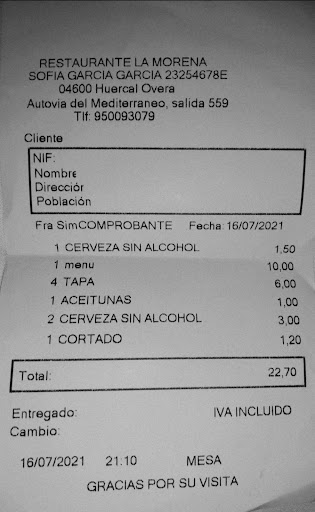 RESTAURANTE LA MORENA
SOFIA GARCIA GARCIA 23254678E
04600 Huercal Overa
Autovia del Mediterraneo, salida 559
Tlf: 950093079
Cliente
NIF:
Nombre
Direcciór
Población
Fra SimCOMPROBANTE Fecha: 16/07/2021
1 CERVEZA SIN ALCOHOL 1,50
1 menu 10,00
4 TAPA 6,00
1 ACEITUNAS 1,00
2 CERVEZA SIN ALCOHOL 3,00
1 CORTADO 1,20
Total: 22,70
Entregado: IVA INCLUIDO
Cambio:
16/07/2021 21:10 MESA
GRACIAS POR SU VISITA